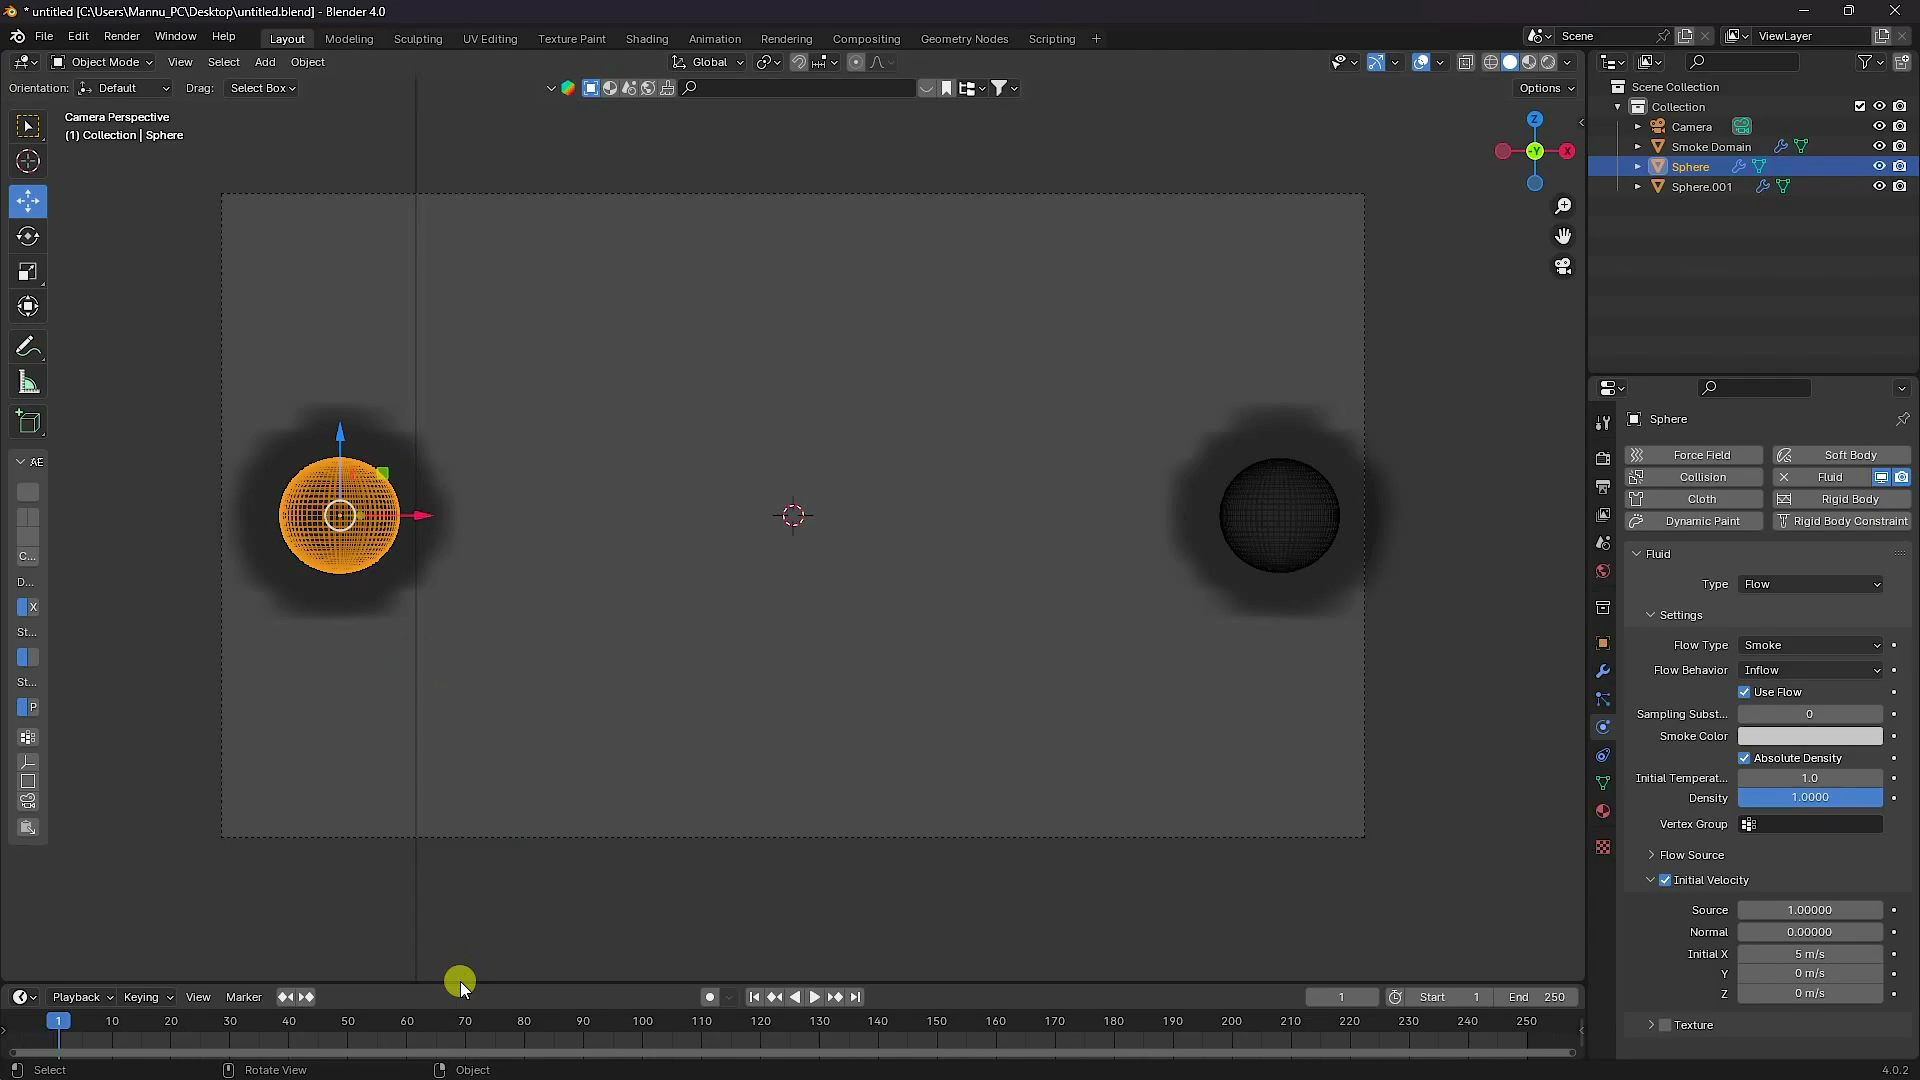 * untitled [C:\Users\Mannu_PC\Desktop\untitled.blend] - Blender 4.0
File Edit Render Window Help
Layout Modeling Sculpting UV Editing Texture Paint Shading Animation Rendering Compositing Geometry Nodes Scripting +
Scene
ViewLayer
Object Mode View Select Add Object
Global
Orientation: Default Drag: Select Box
Options
Camera Perspective
(1) Collection | Sphere
Z
-Y
X
Scene Collection
Collection
Camera
Smoke Domain
Sphere
Sphere.001
AE
C...
D...
X
St...
St...
P
Sphere
Force Field
Soft Body
Collision
Fluid
Cloth
Rigid Body
Dynamic Paint
Rigid Body Constraint
Fluid
Type Flow
Settings
Flow Type Smoke
Flow Behavior Inflow
Use Flow
Sampling Subst... 0
Smoke Color
Absolute Density
Initial Temperat... 1.0
Density 1.0000
Vertex Group
Flow Source
Initial Velocity
Source 1.00000
Normal 0.00000
Initial X 5 m/s
Y 0 m/s
Z 0 m/s
Texture
Playback Keying View Marker
1
Start 1
End 250
1 10 20 30 40 50 60 70 80 90 100 110 120 130 140 150 160 170 180 190 200 210 220 230 240 250
Select
Rotate View
Object
4.0.2